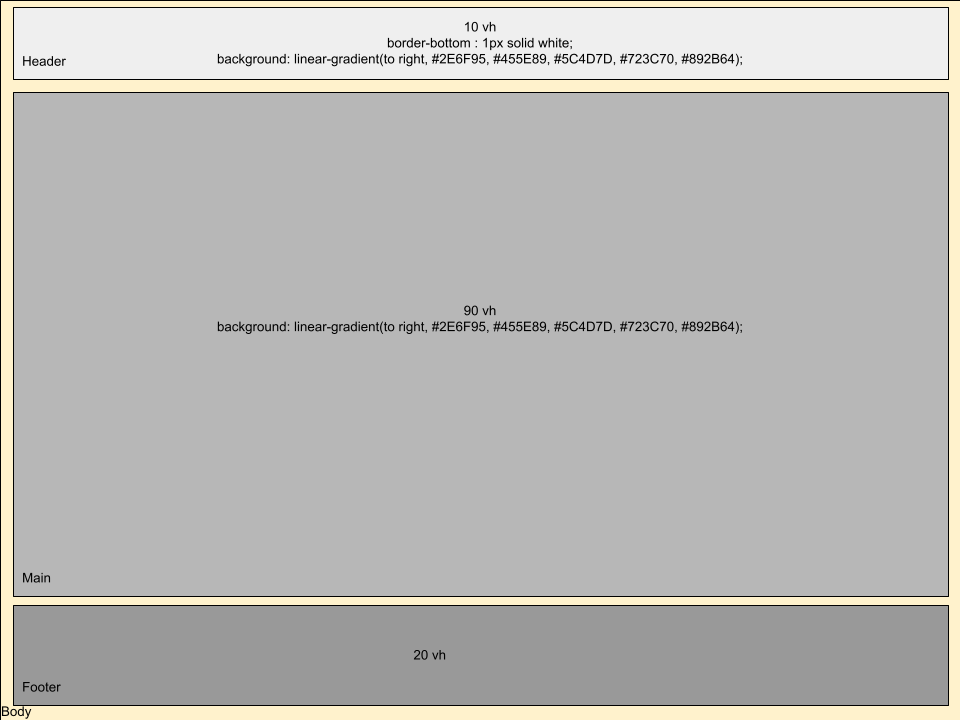 10 vh
border-bottom : 1px solid white;
background: linear-gradient(to right, #2E6F95, #455E89, #5C4D7D, #723C70, #892B64);
Header
90 vh
background: linear-gradient(to right, #2E6F95, #455E89, #5C4D7D, #723C70, #892B64);
Main
20 vh
Footer
Body